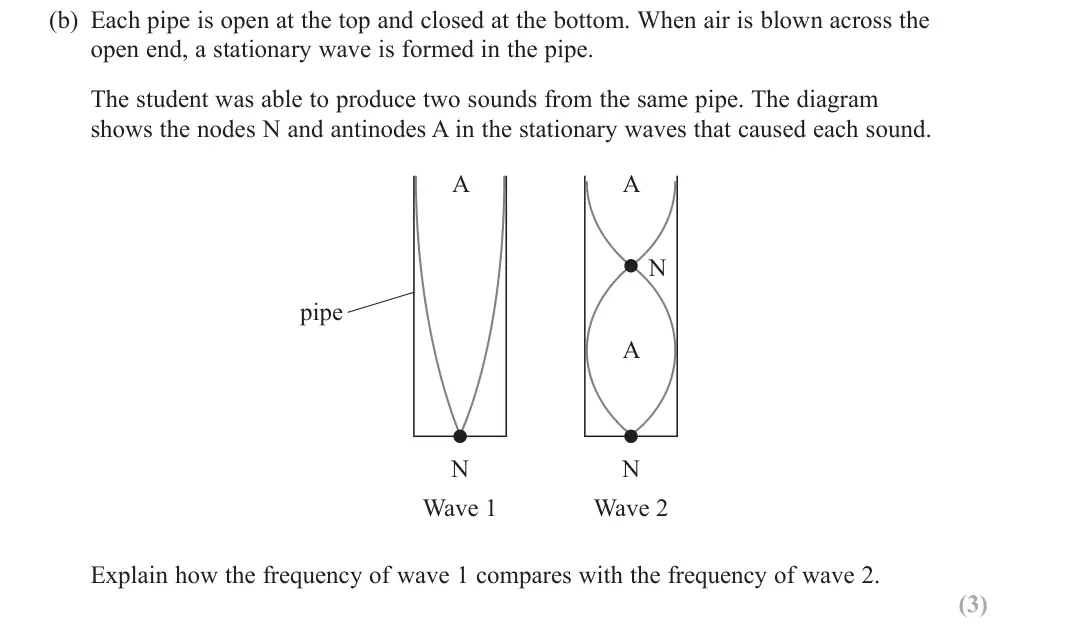 (b) Each pipe is open at the top and closed at the bottom. When air is blown across the
open end, a stationary wave is formed in the pipe.
The student was able to produce two sounds from the same pipe. The diagram
shows the nodes N and antinodes A in the stationary waves that caused each sound.
A
A
N
pipe
A
N
N
Wave 1
Wave 2
Explain how the frequency of wave 1 compares with the frequency of wave 2.
(3)